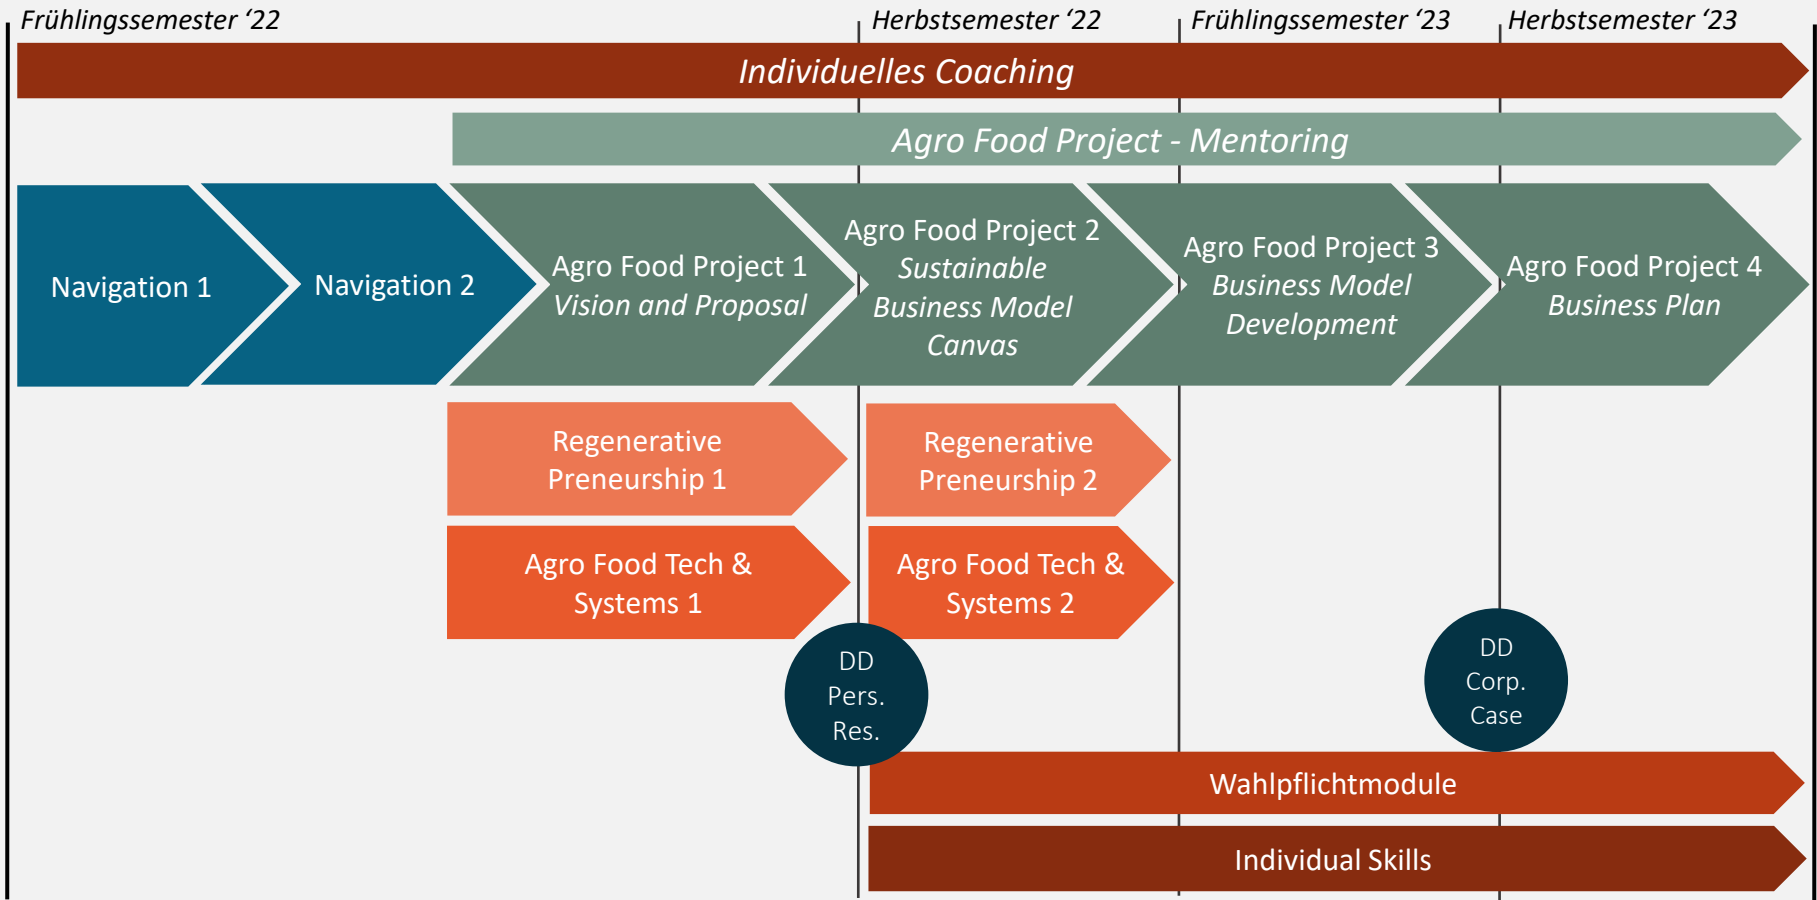 Frühlingssemester ‘22
Herbstsemester ‘22
Frühlingssemester ‘23
Herbstsemester ‘23
Individuelles Coaching
Agro Food Project - Mentoring
Navigation 1
Navigation 2
Agro Food Project 1
Vision and Proposal
Agro Food Project 2
Sustainable
Business Model
Canvas
Agro Food Project 3
Business Model
Development
Agro Food Project 4
Business Plan
Regenerative
Preneurship 1
Regenerative
Preneurship 2
Agro Food Tech &
Systems 1
Agro Food Tech &
Systems 2
DD
Pers.
Res.
DD
Corp.
Case
Wahlpflichtmodule
Individual Skills